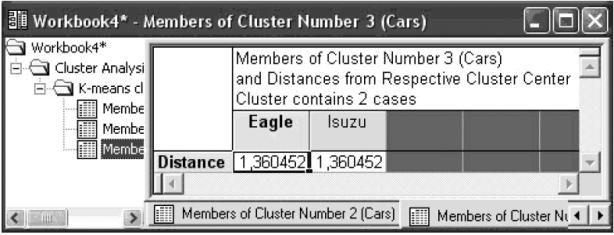 Workbook4* - Members of Cluster Number 3 (Cars)
Workbook4*
Cluster Analysi
K-means cl
Membe
Membe
Membe
Members of Cluster Number 3 (Cars)
and Distances from Respective Cluster Center
Cluster contains 2 cases
Eagle Isuzu
Distance 1,360452 1,360452
Members of Cluster Number 2 (Cars) Members of Cluster Nu